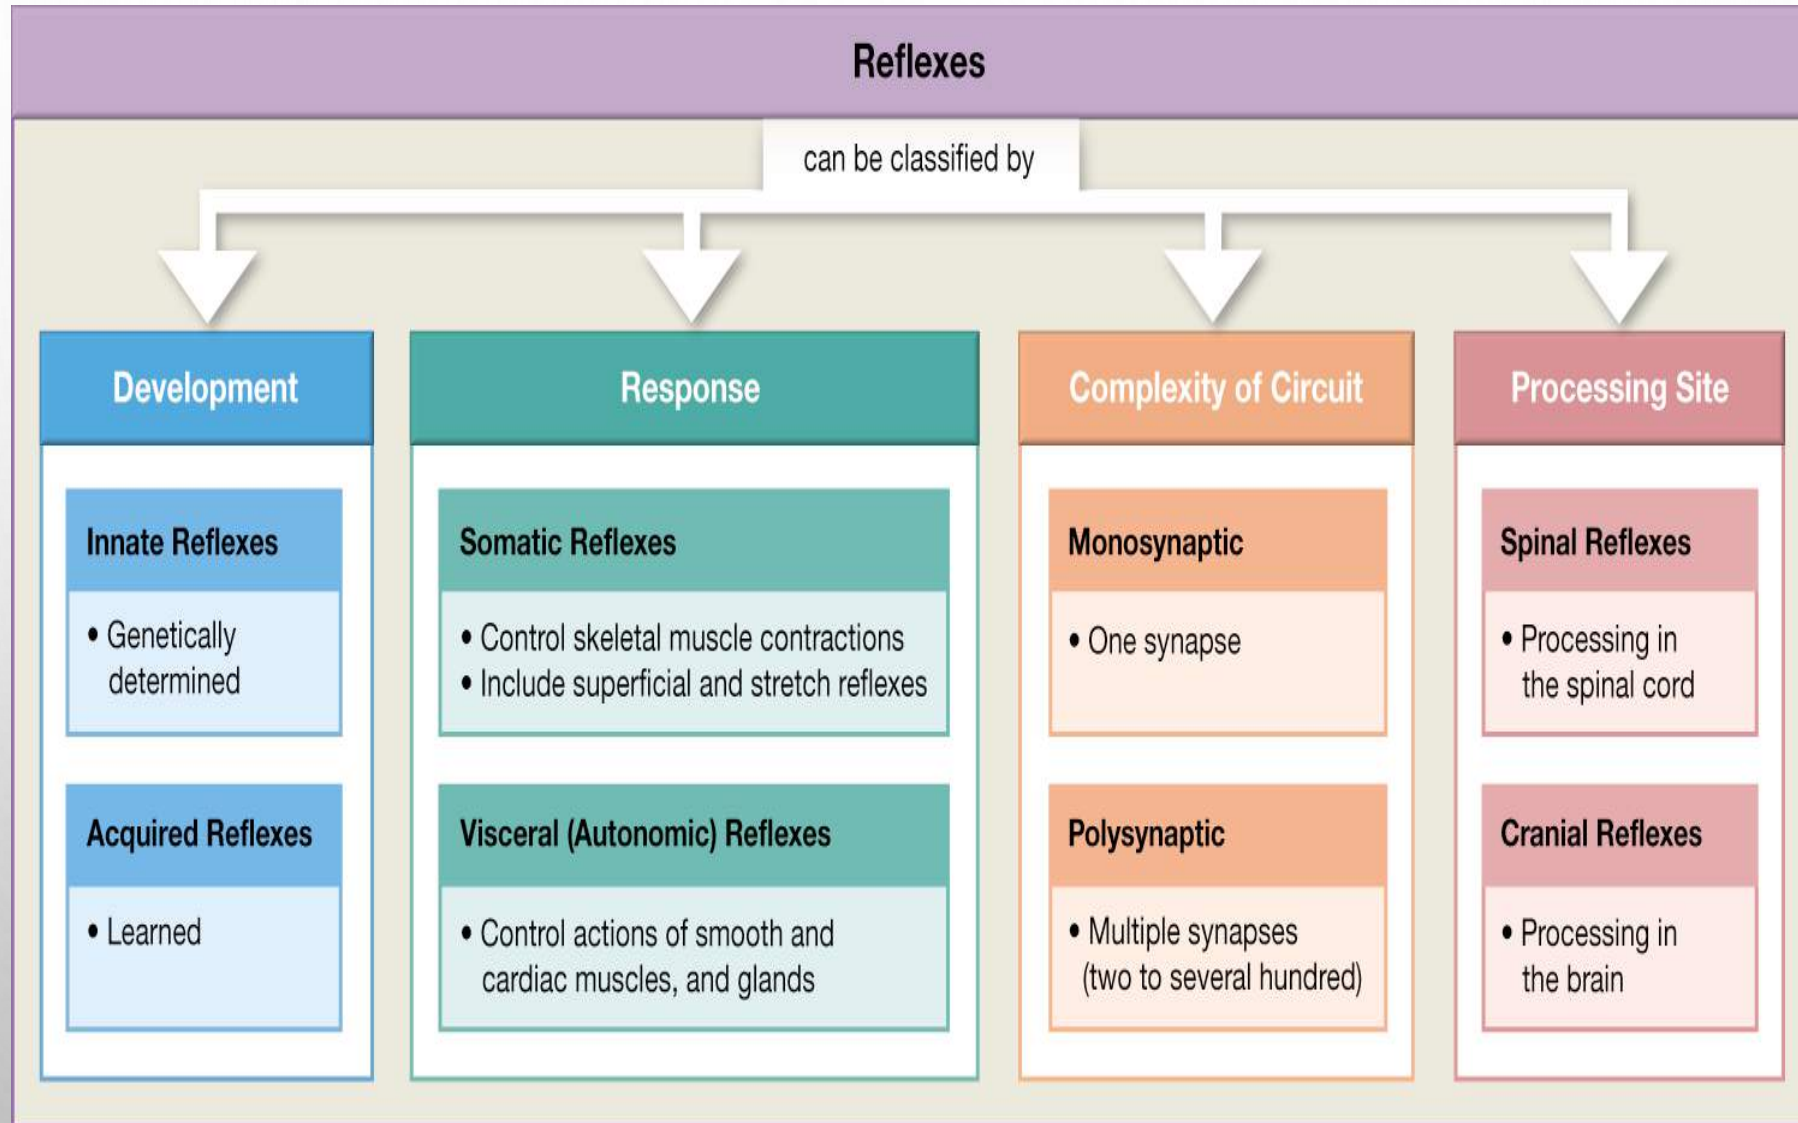 Reflexes
can be classified by
Development
Innate Reflexes
• Genetically
determined
Acquired Reflexes
• Learned
Response
Somatic Reflexes
• Control skeletal muscle contractions
• Include superficial and stretch reflexes
Visceral (Autonomic) Reflexes
• Control actions of smooth and
cardiac muscles, and glands
Complexity of Circuit
Monosynaptic
• One synapse
Polysynaptic
• Multiple synapses
(two to several hundred)
Processing Site
Spinal Reflexes
• Processing in
the spinal cord
Cranial Reflexes
• Processing in
the brain